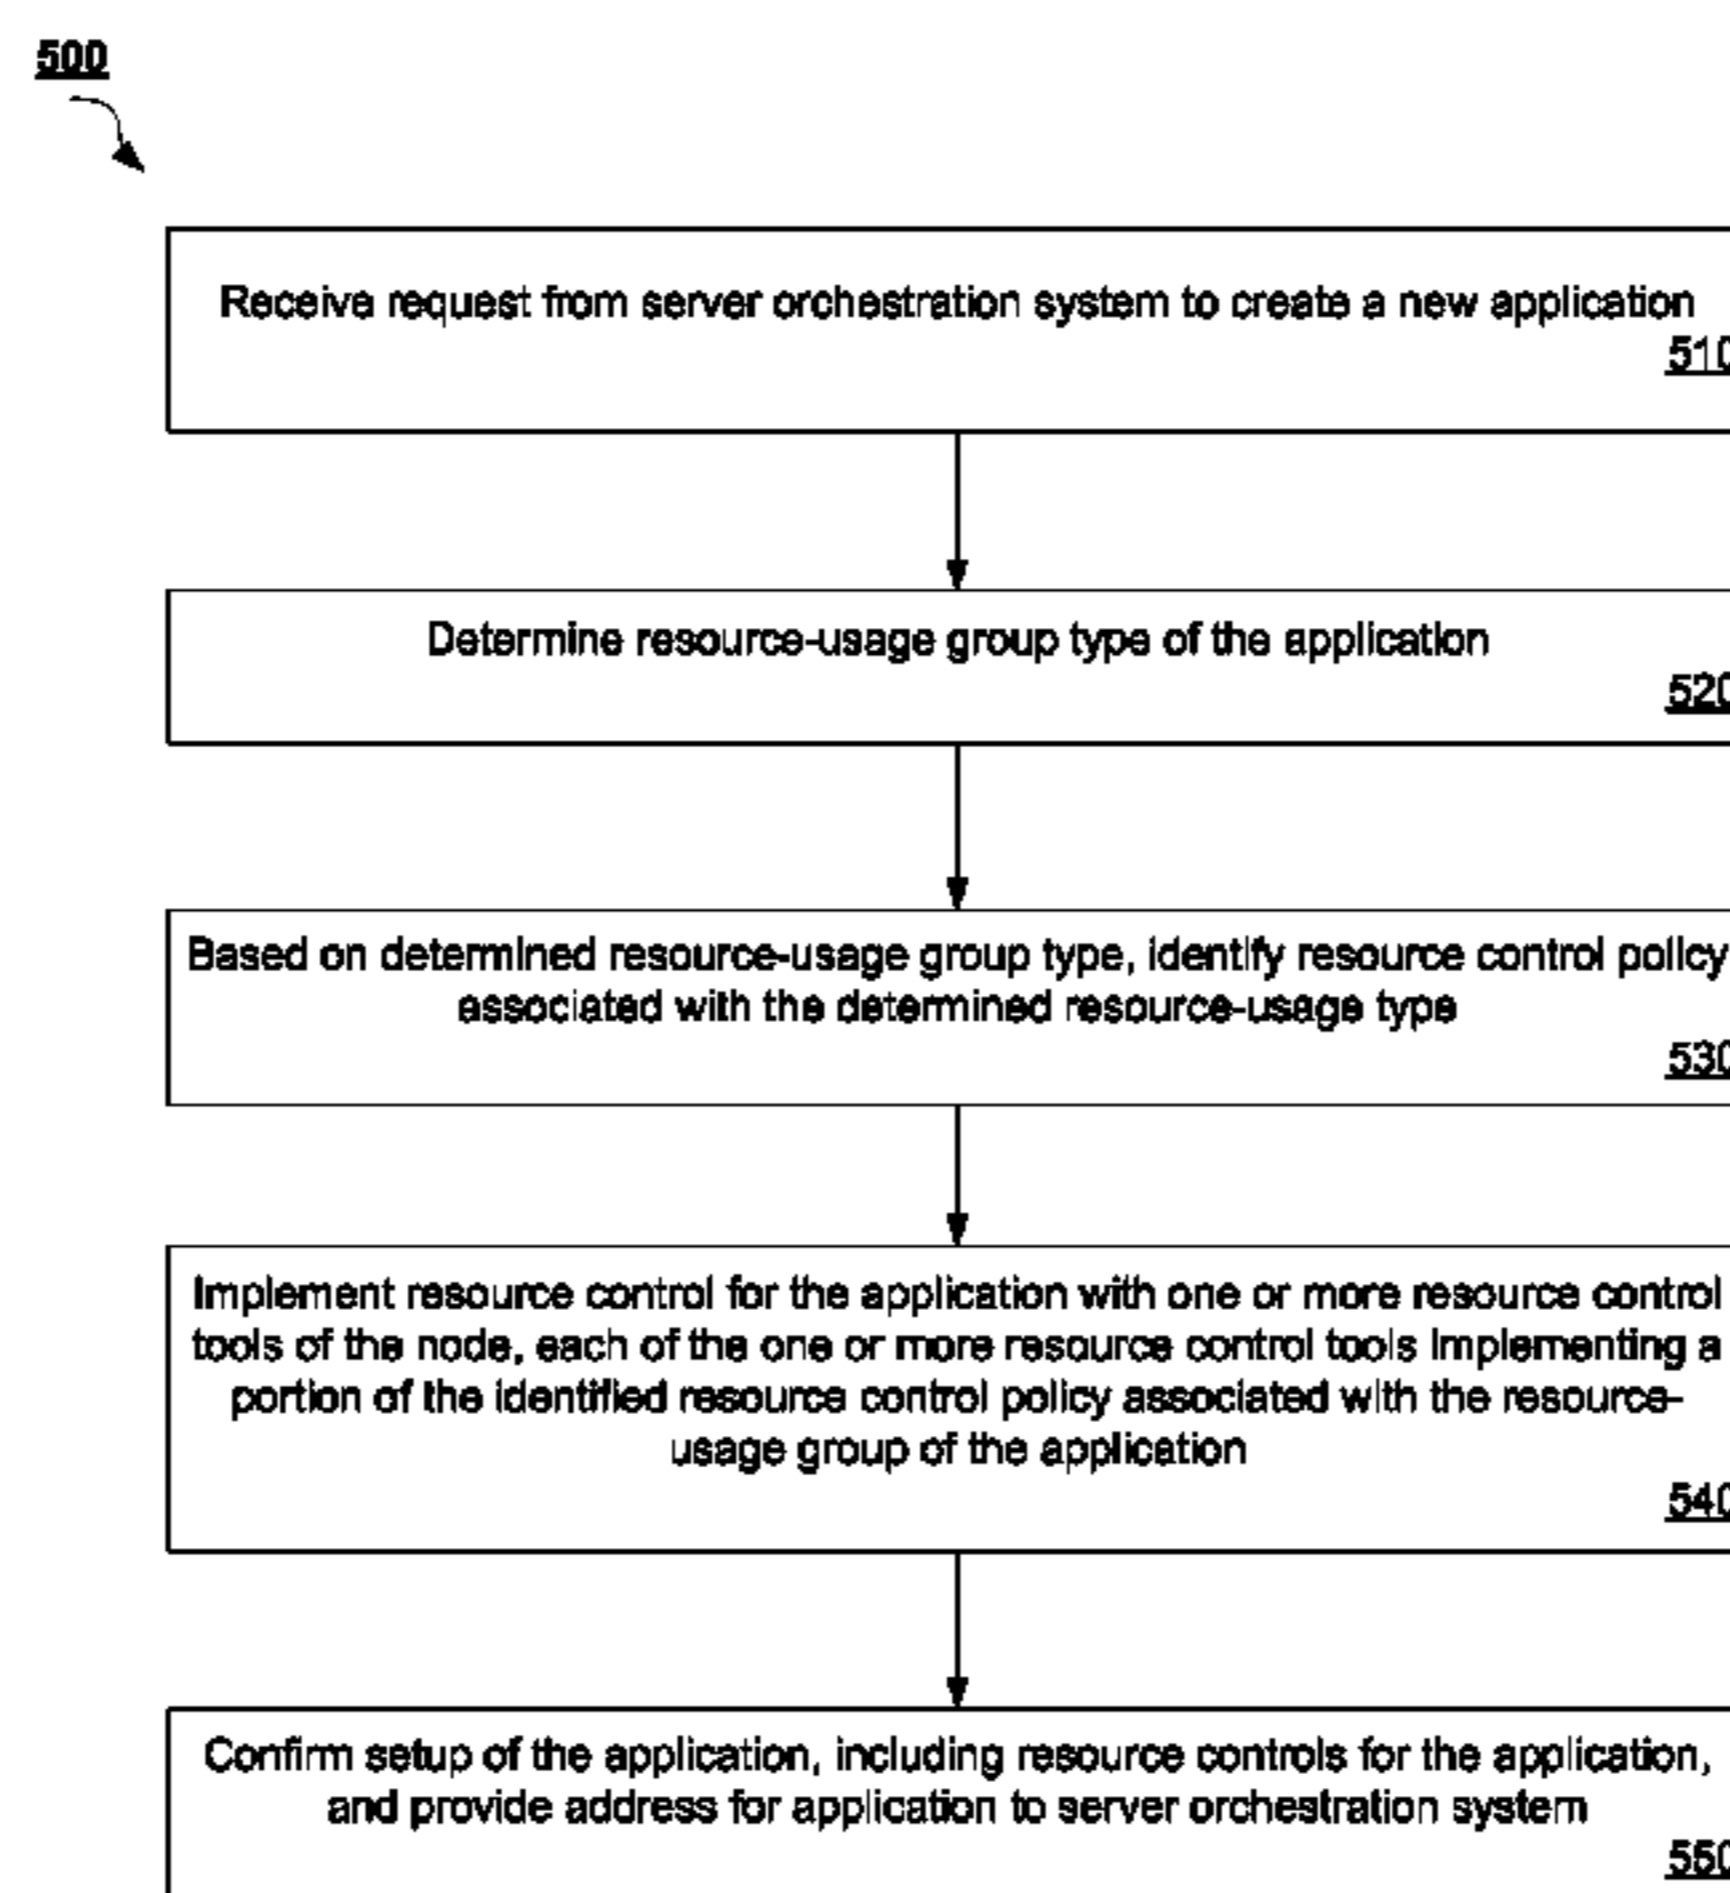 500
Receive request from server orchestration system to create a new application
510
Determine resource-usage group type of the application
520
Based on determined resource-usage group type, identify resource control policy
associated with the determined resource-usage type
530
Implement resource control for the application with one or more resource control
tools of the node, each of the one or more resource control tools implementing a
portion of the identified resource control policy associated with the resource-
usage group of the application
540
Confirm setup of the application, including resource controls for the application,
and provide address for application to server orchestration system
550